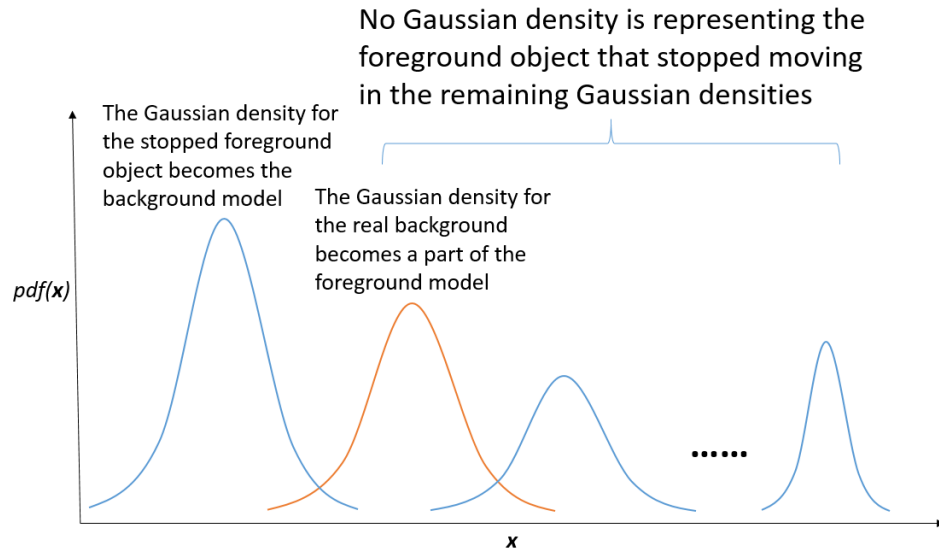 No Gaussian density is representing the
foreground object that stopped moving
in the remaining Gaussian densities
The Gaussian density for
the stopped foreground
object becomes the
background model
The Gaussian density for
the real background
becomes a part of the
foreground model
pdf(x)
......
x